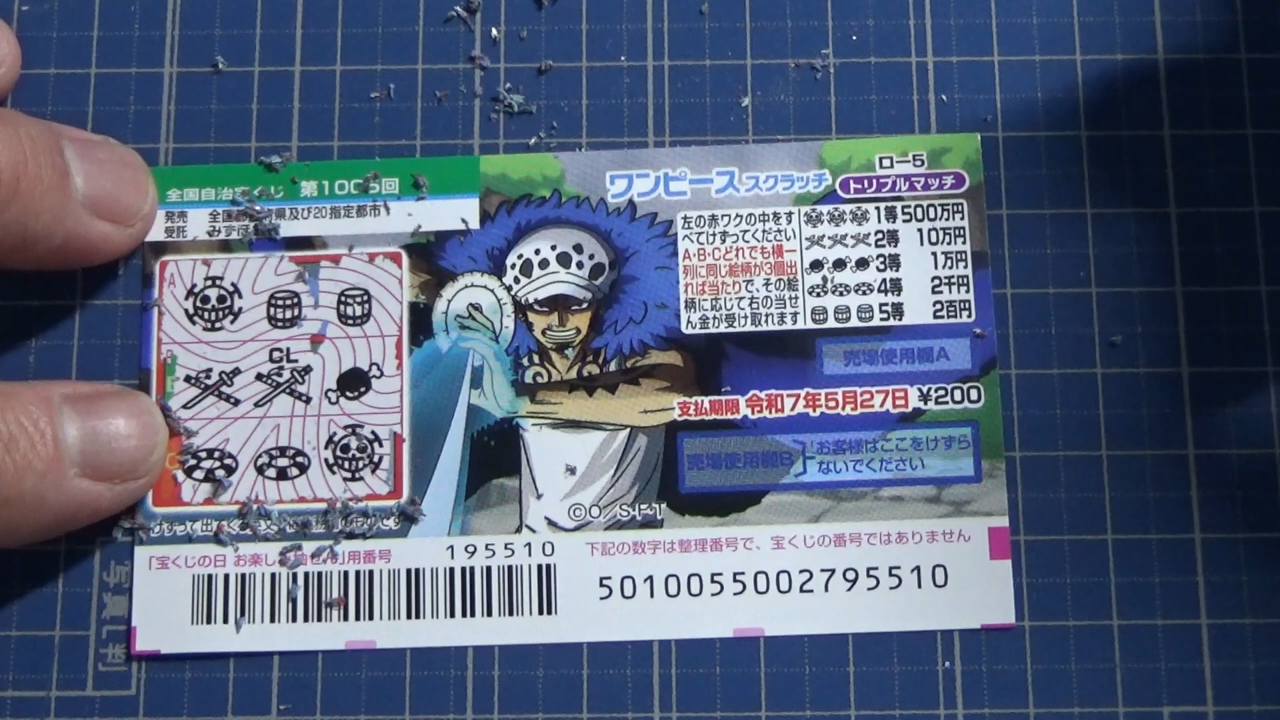 全国自治宝くじ 第1005回
発売 全国都道府県及び20指定都市
受託 みずほ
ワンピーススクラッチ
ロー5
トリプルマッチ
左の赤ワクの中をす
べてけずってください
A・B・Cどれでも横一
列に同じ絵柄が3個出
れば当たりで、その絵
柄に応じて右の当せ
ん金が受け取れます
1等 500万円
2等 10万円
3等 1万円
4等 2千円
5等 2百円
A
CL
C
売場使用欄A
支払期限 令和7年5月27日 ¥200
売場使用欄B
お客様はここをけずら
ないでください
©O/S・F・T
「宝くじの日 お楽しみ抽せん」用番号
195510
下記の数字は整理番号で、宝くじの番号ではありません
5010055002795510
写真L判